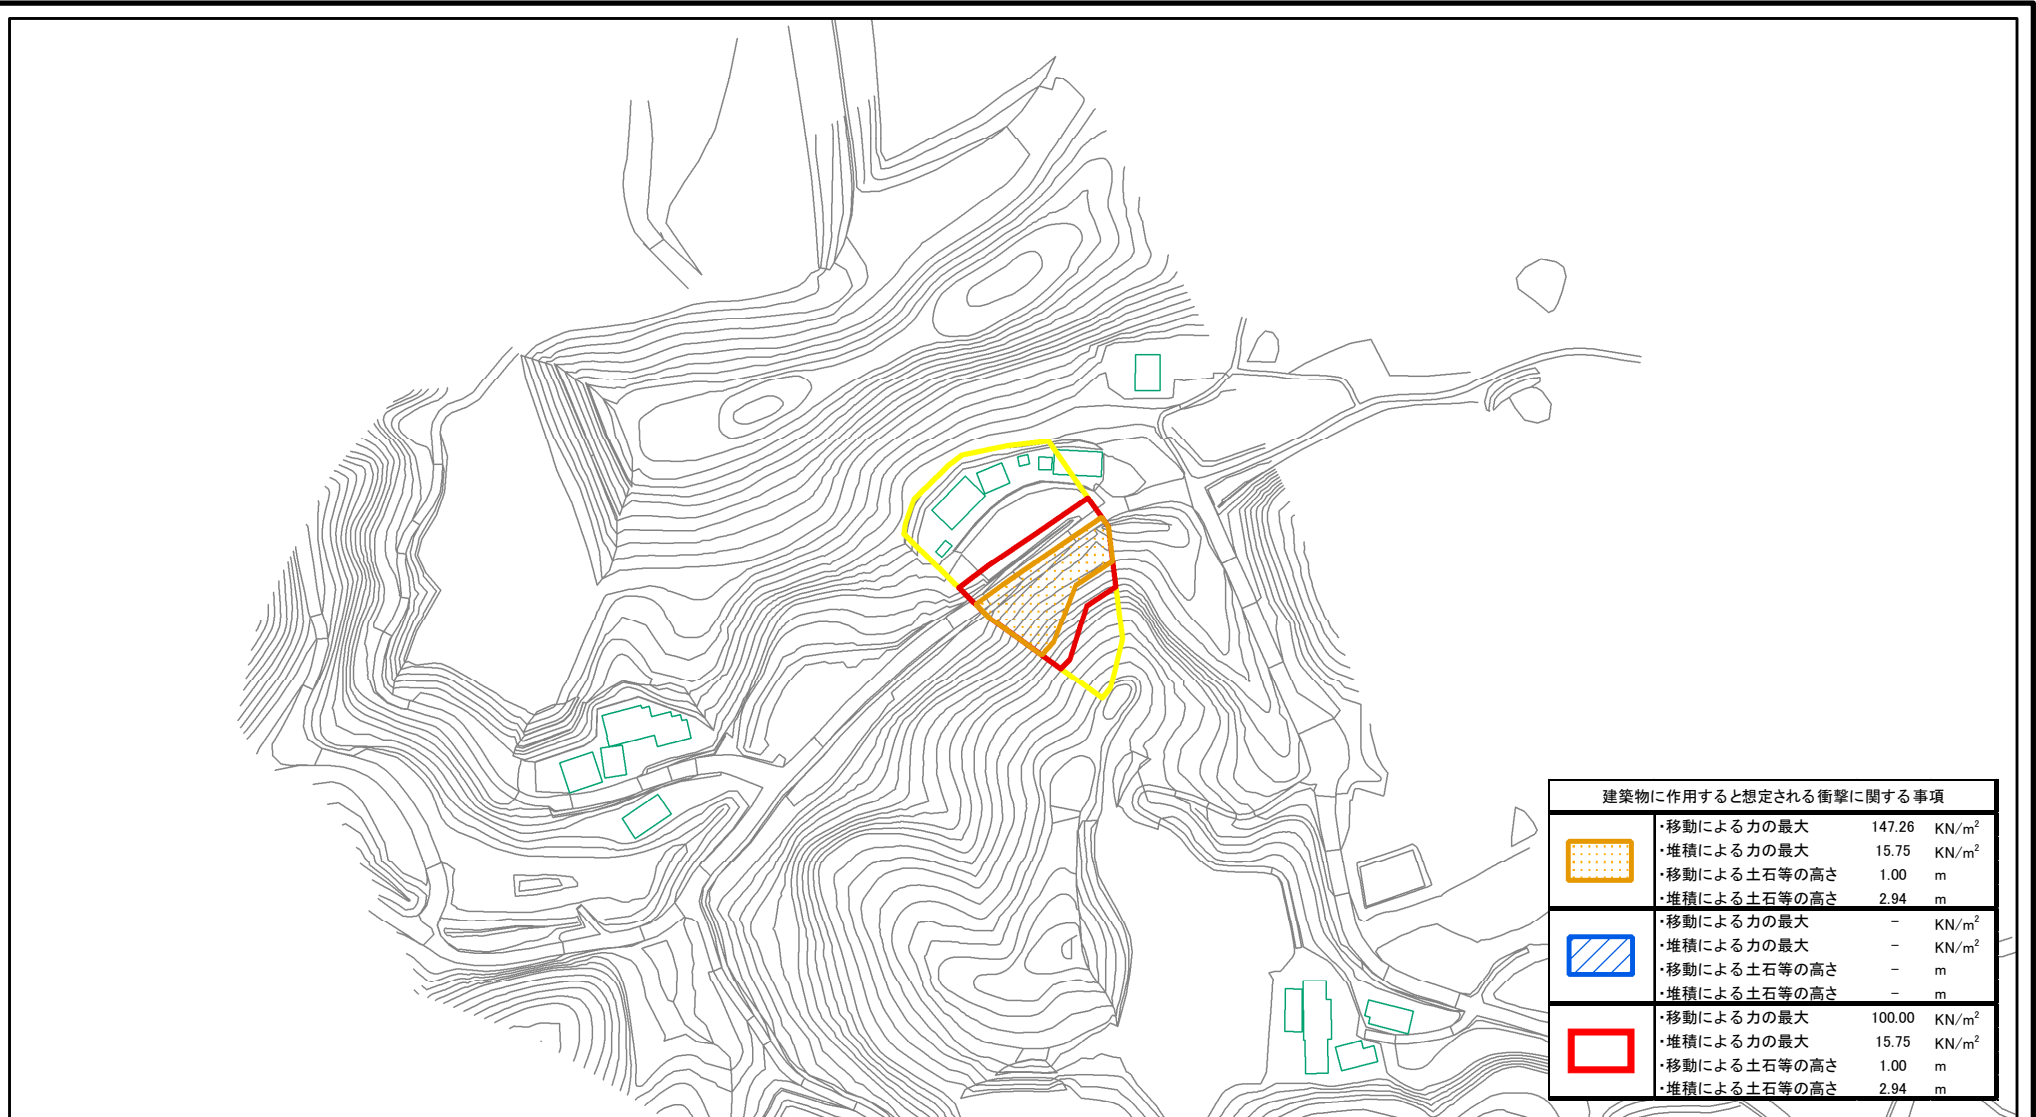 建築物に作用すると想定される衝撃に関する事項
・移動による力の最大 147.26 KN/m²
・堆積による力の最大 15.75 KN/m²
・移動による土石等の高さ 1.00 m
・堆積による土石等の高さ 2.94 m
・移動による力の最大 － KN/m²
・堆積による力の最大 － KN/m²
・移動による土石等の高さ － m
・堆積による土石等の高さ － m
・移動による力の最大 100.00 KN/m²
・堆積による力の最大 15.75 KN/m²
・移動による土石等の高さ 1.00 m
・堆積による土石等の高さ 2.94 m